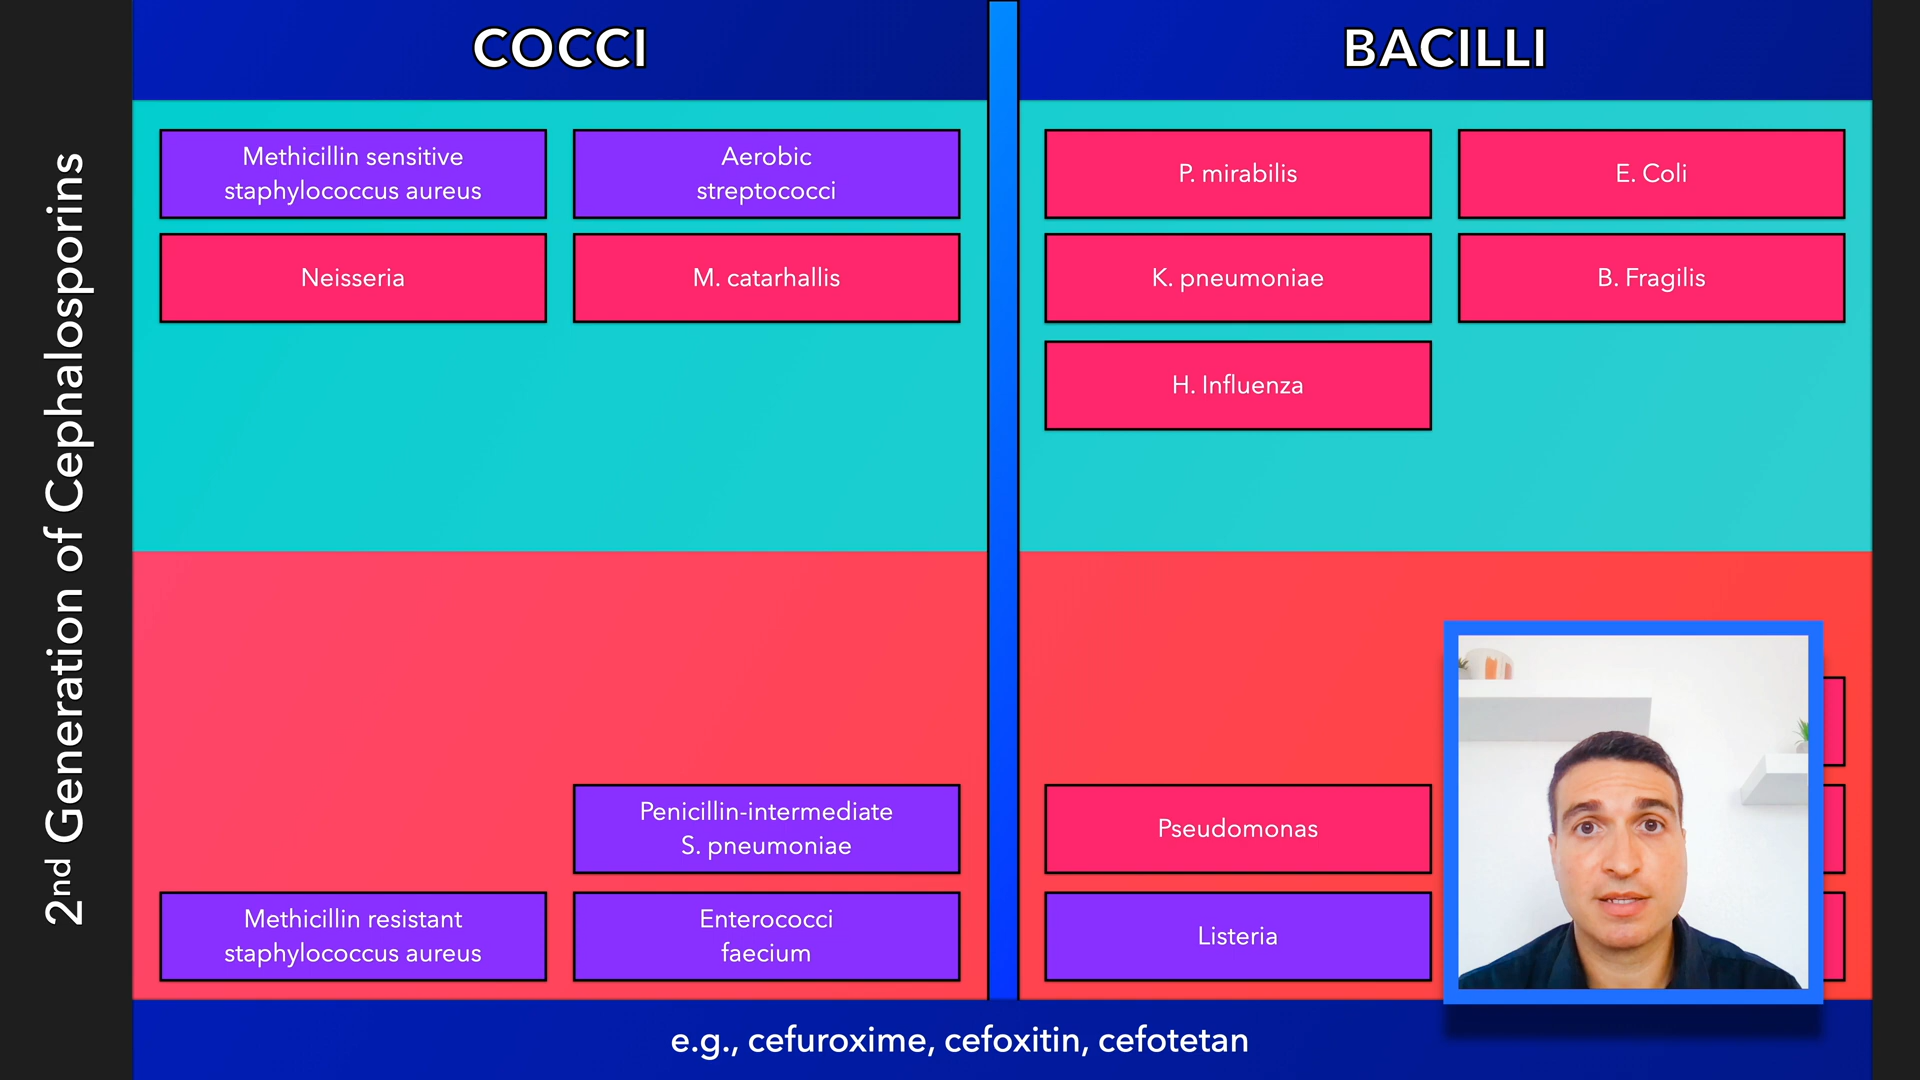 2nd Generation of Cephalosporins
COCCI
Methicillin sensitive
staphylococcus aureus
Aerobic
streptococci
Neisseria
M. catarhallis
Penicillin-intermediate
S. pneumoniae
Methicillin resistant
staphylococcus aureus
Enterococci
faecium
BACILLI
P. mirabilis
E. Coli
K. pneumoniae
B. Fragilis
H. Influenza
Pseudomonas
Listeria
e.g., cefuroxime, cefoxitin, cefotetan